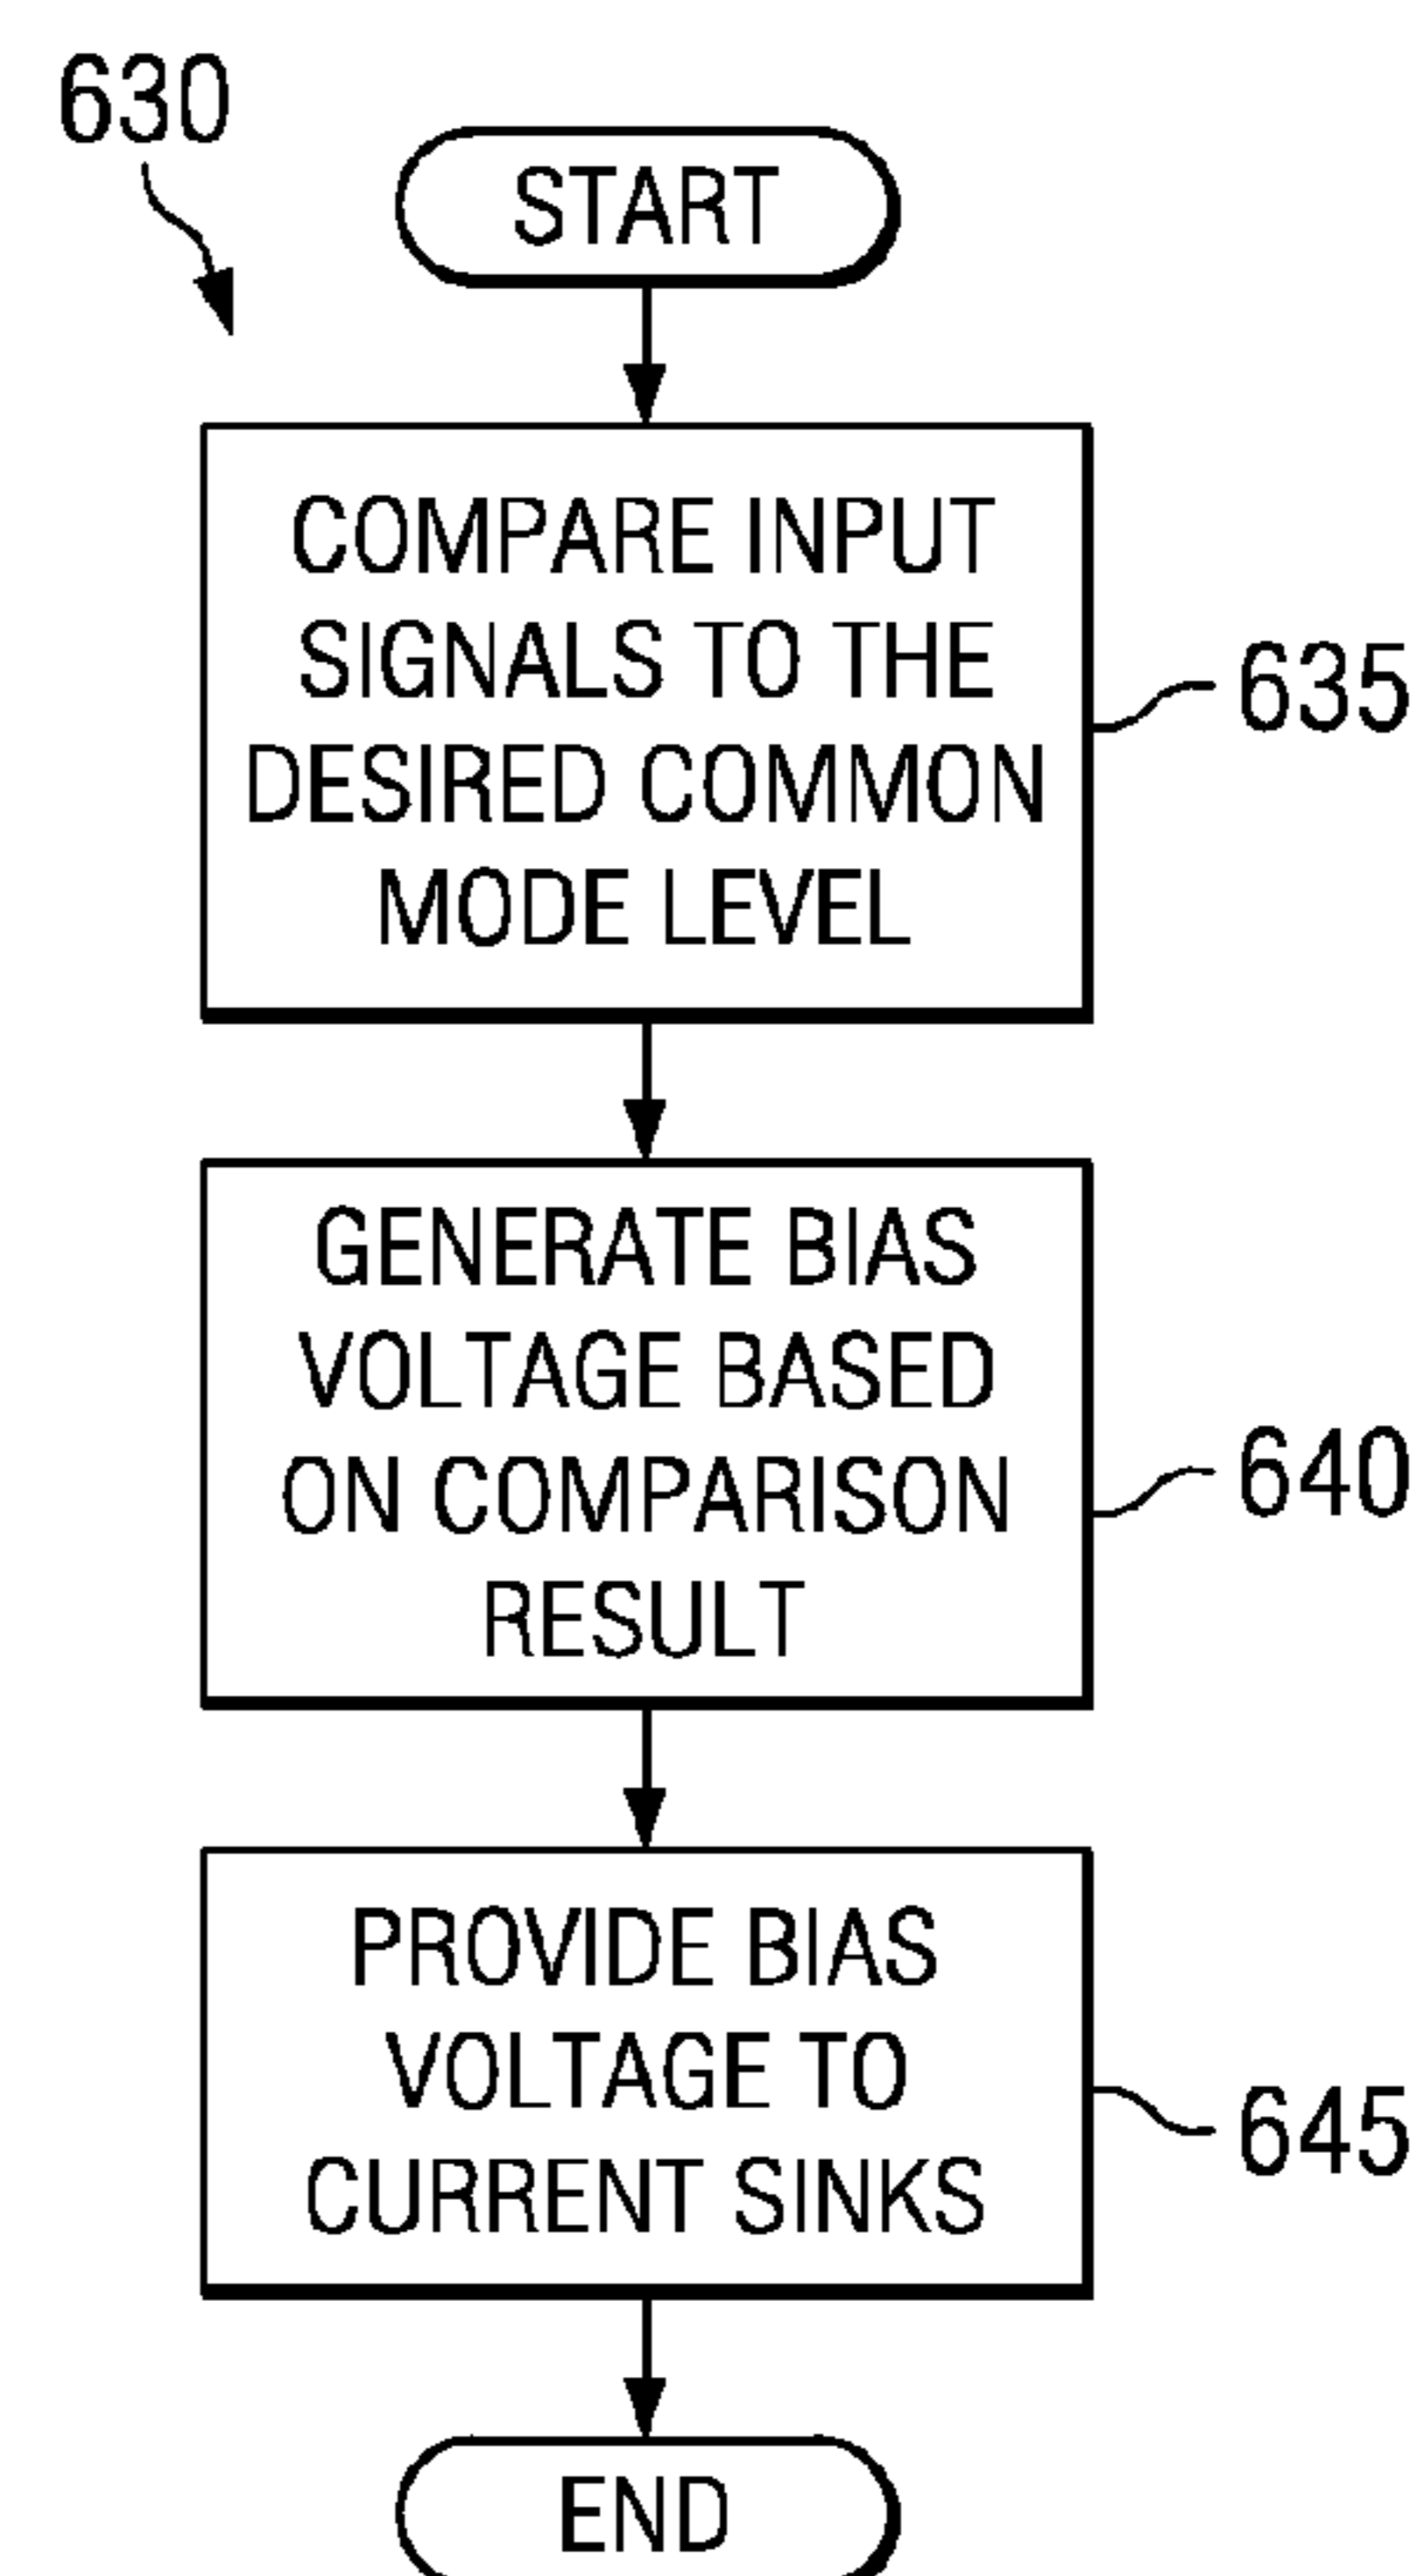 630
START
COMPARE INPUT
SIGNALS TO THE
DESIRED COMMON
MODE LEVEL
635
GENERATE BIAS
VOLTAGE BASED
ON COMPARISON
RESULT
640
PROVIDE BIAS
VOLTAGE TO
CURRENT SINKS
645
END